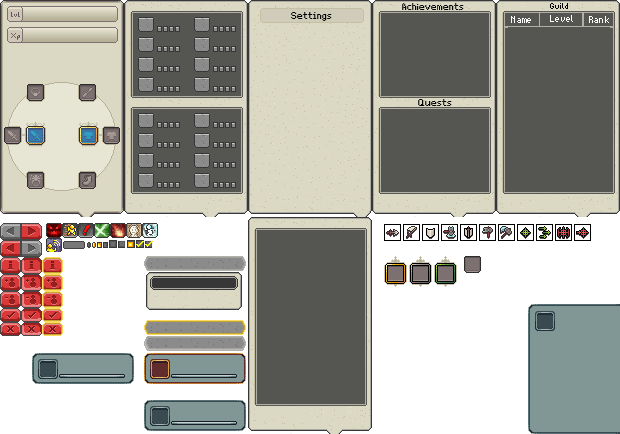 Lvl
Xp
Settings
Achievements
Quests
Guild
Name Level Rank